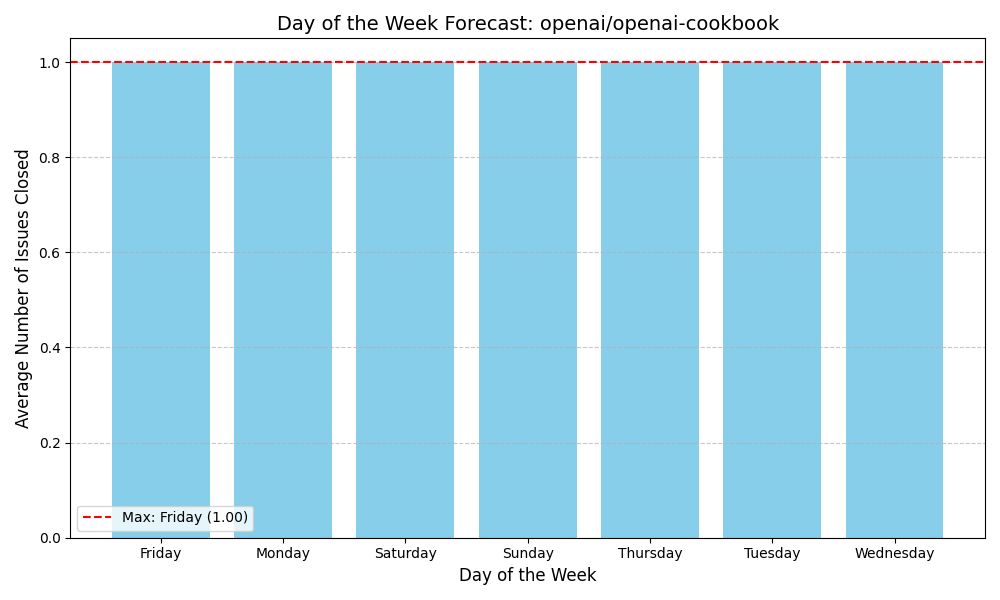 Day of the Week Forecast: openai/openai-cookbook
Average Number of Issues Closed
1.0
0.8
0.6
0.4
0.2
0.0
Max: Friday (1.00)
Friday Monday Saturday Sunday Thursday Tuesday Wednesday
Day of the Week